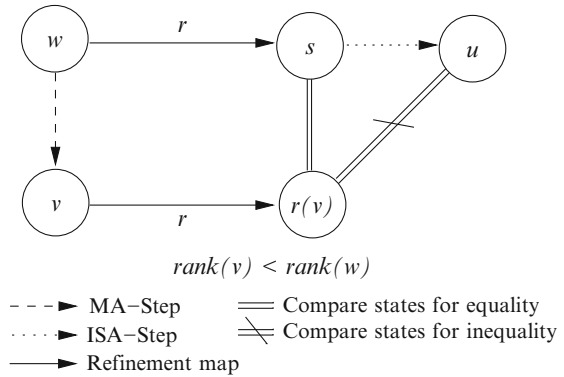 r
w
s
u
v
r(v)
r
rank(v) < rank(w)
MA–Step
Compare states for equality
ISA–Step
Compare states for inequality
Refinement map